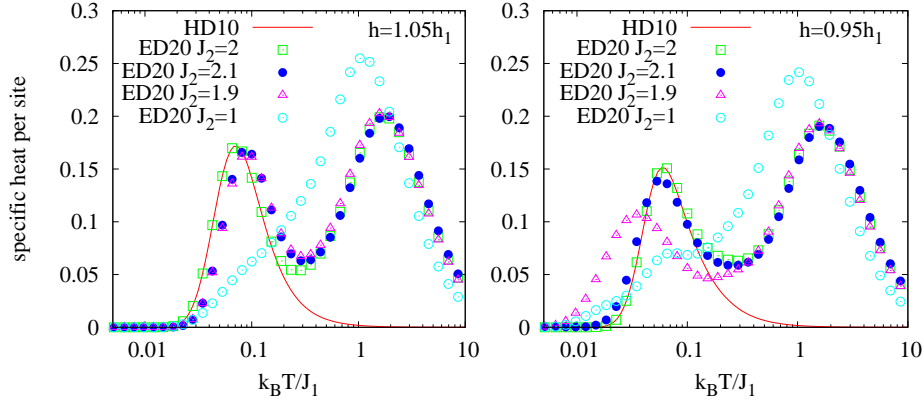 specific heat per site
0.3
0.25
0.2
0.15
0.1
0.05
0
HD10
ED20 J2=2
ED20 J2=2.1
ED20 J2=1.9
ED20 J2=1
h=1.05h1
0.01
0.1
1
10
kBT/J1
0.3
0.25
0.2
0.15
0.1
0.05
0
HD10
ED20 J2=2
ED20 J2=2.1
ED20 J2=1.9
ED20 J2=1
h=0.95h1
0.01
0.1
1
10
kBT/J1